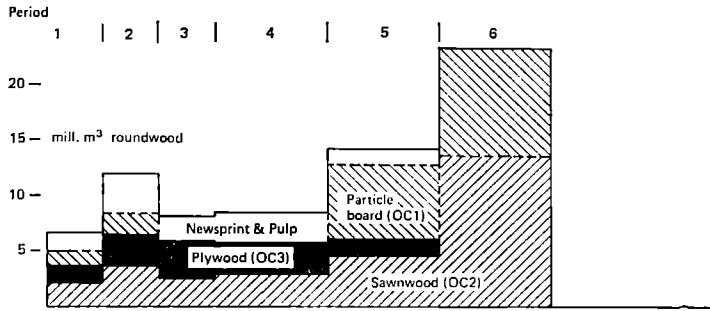 Period
1 2 3 4 5 6
20
15 mill. m³ roundwood
10
Particle
board (OC1)
Newsprint & Pulp
5
Plywood (OC3)
Sawnwood (OC2)